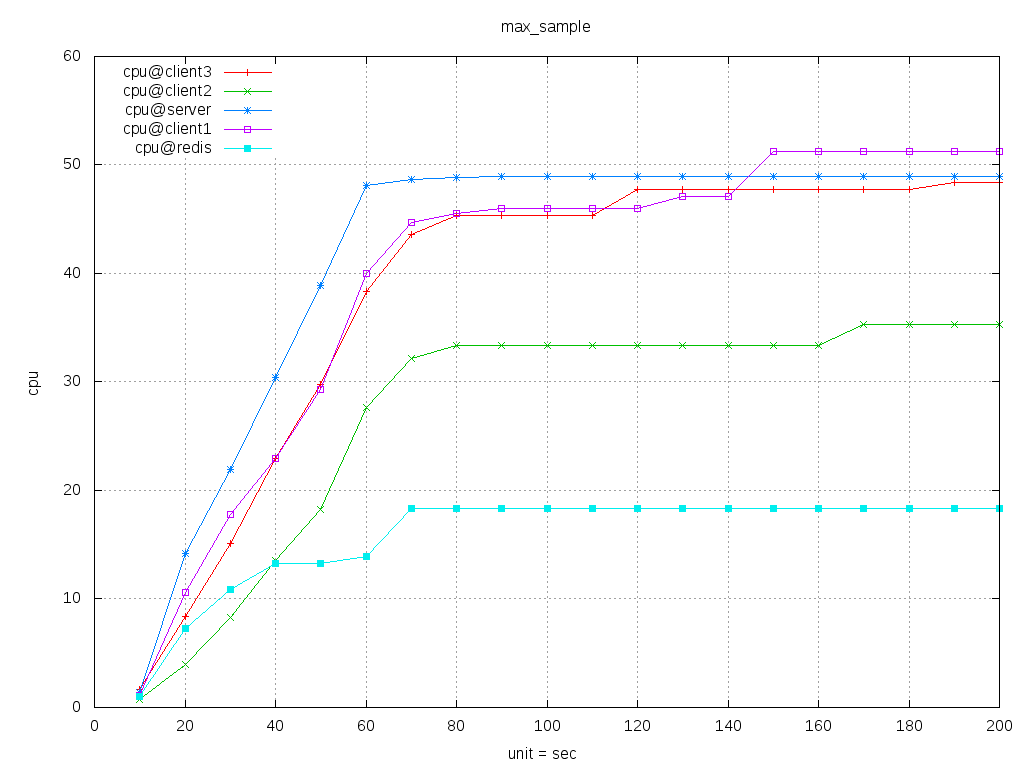 max_sample
cpu@client3
cpu@client2
cpu@server
cpu@client1
cpu@redis
60
50
40
30
20
10
0
cpu
0 20 40 60 80 100 120 140 160 180 200
unit = sec